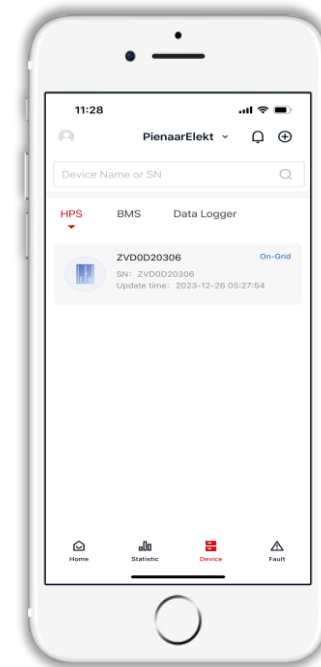 11:28
PienaarElekt
Device Name or SN
HPS BMS Data Logger
ZVD0D20306 On-Grid
SN: ZVD0D20306
Update time: 2023-12-26 05:27:54
Home Statistic Device Fault